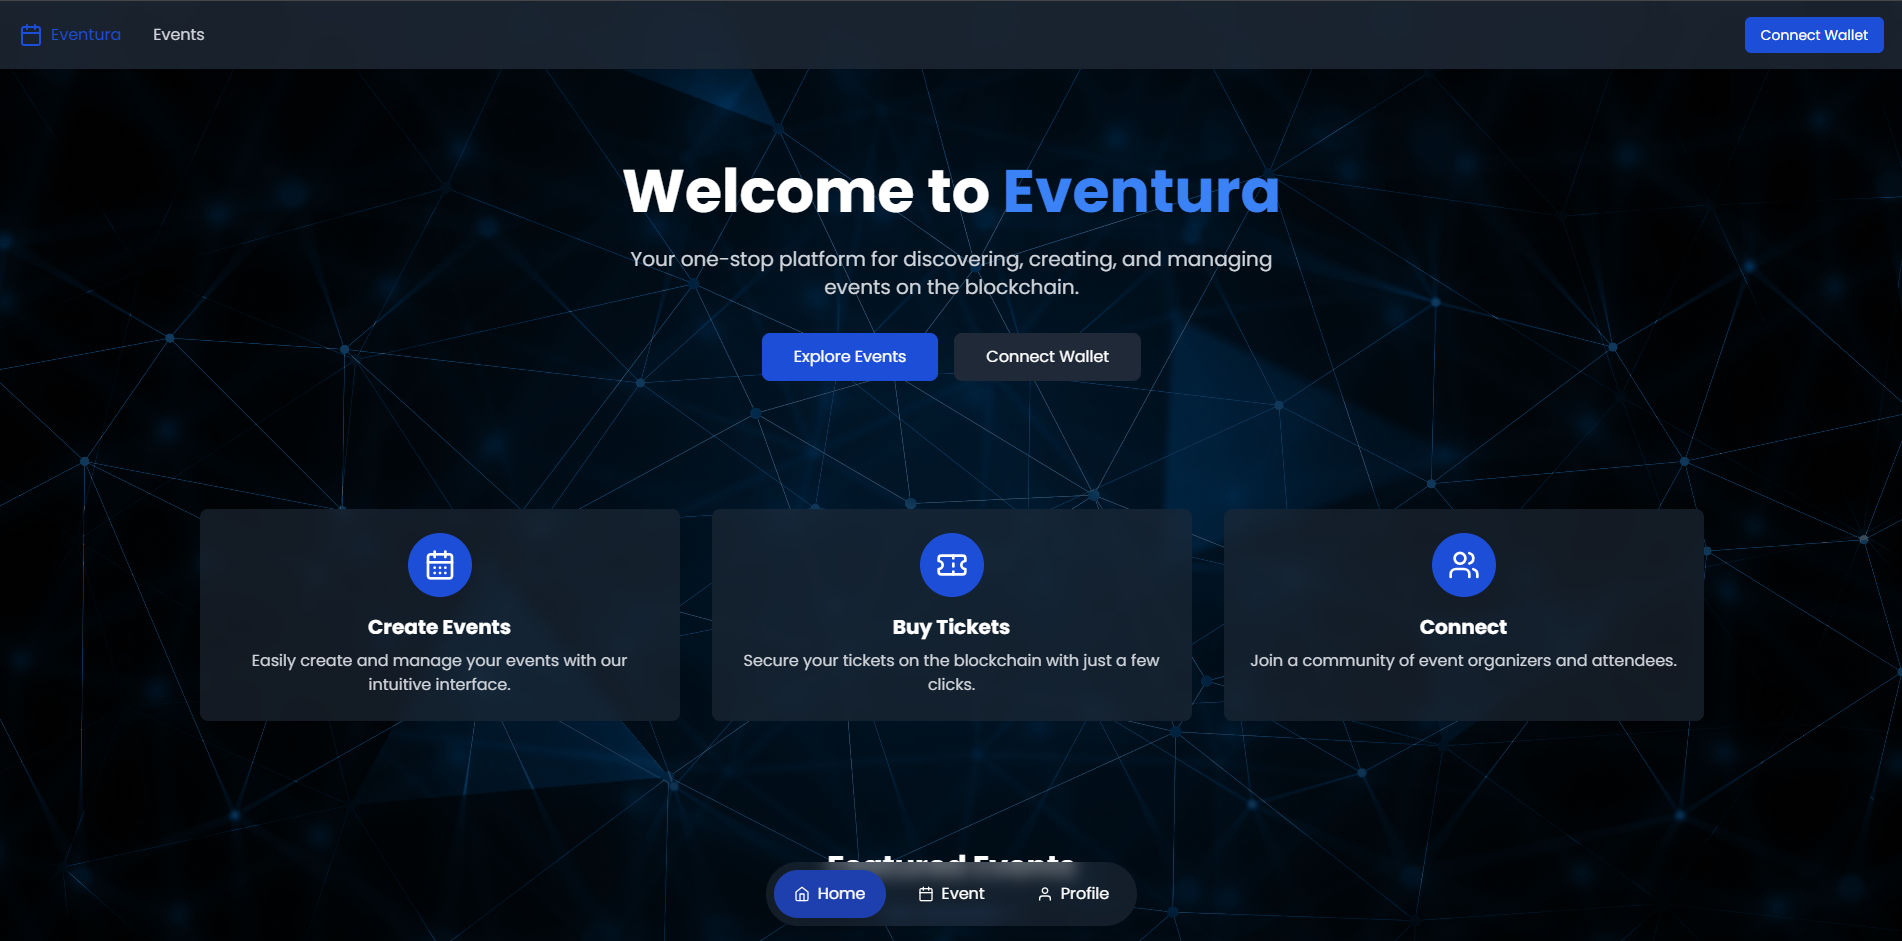 Eventura
Events
Connect Wallet
Welcome to Eventura
Your one-stop platform for discovering, creating, and managing
events on the blockchain.
Explore Events
Connect Wallet
Create Events
Easily create and manage your events with our
intuitive interface.
Buy Tickets
Secure your tickets on the blockchain with just a few
clicks.
Connect
Join a community of event organizers and attendees.
Featured Events
Home
Event
Profile